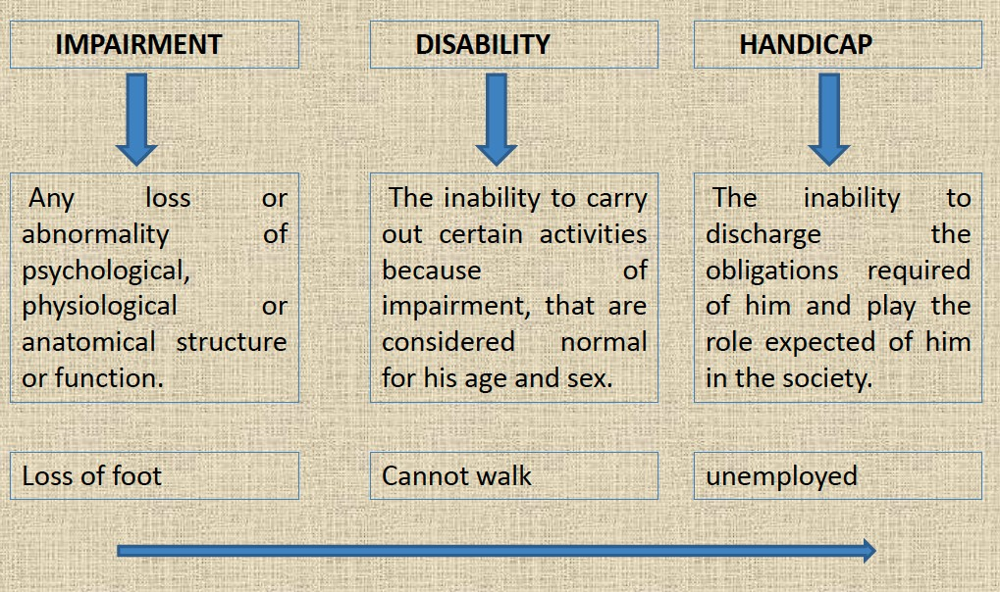 IMPAIRMENT
DISABILITY
HANDICAP
Any loss or
abnormality of
psychological,
physiological or
anatomical structure
or function.
The inability to carry
out certain activities
because of
impairment, that are
considered normal
for his age and sex.
The inability to
discharge the
obligations required
of him and play the
role expected of him
in the society.
Loss of foot
Cannot walk
unemployed